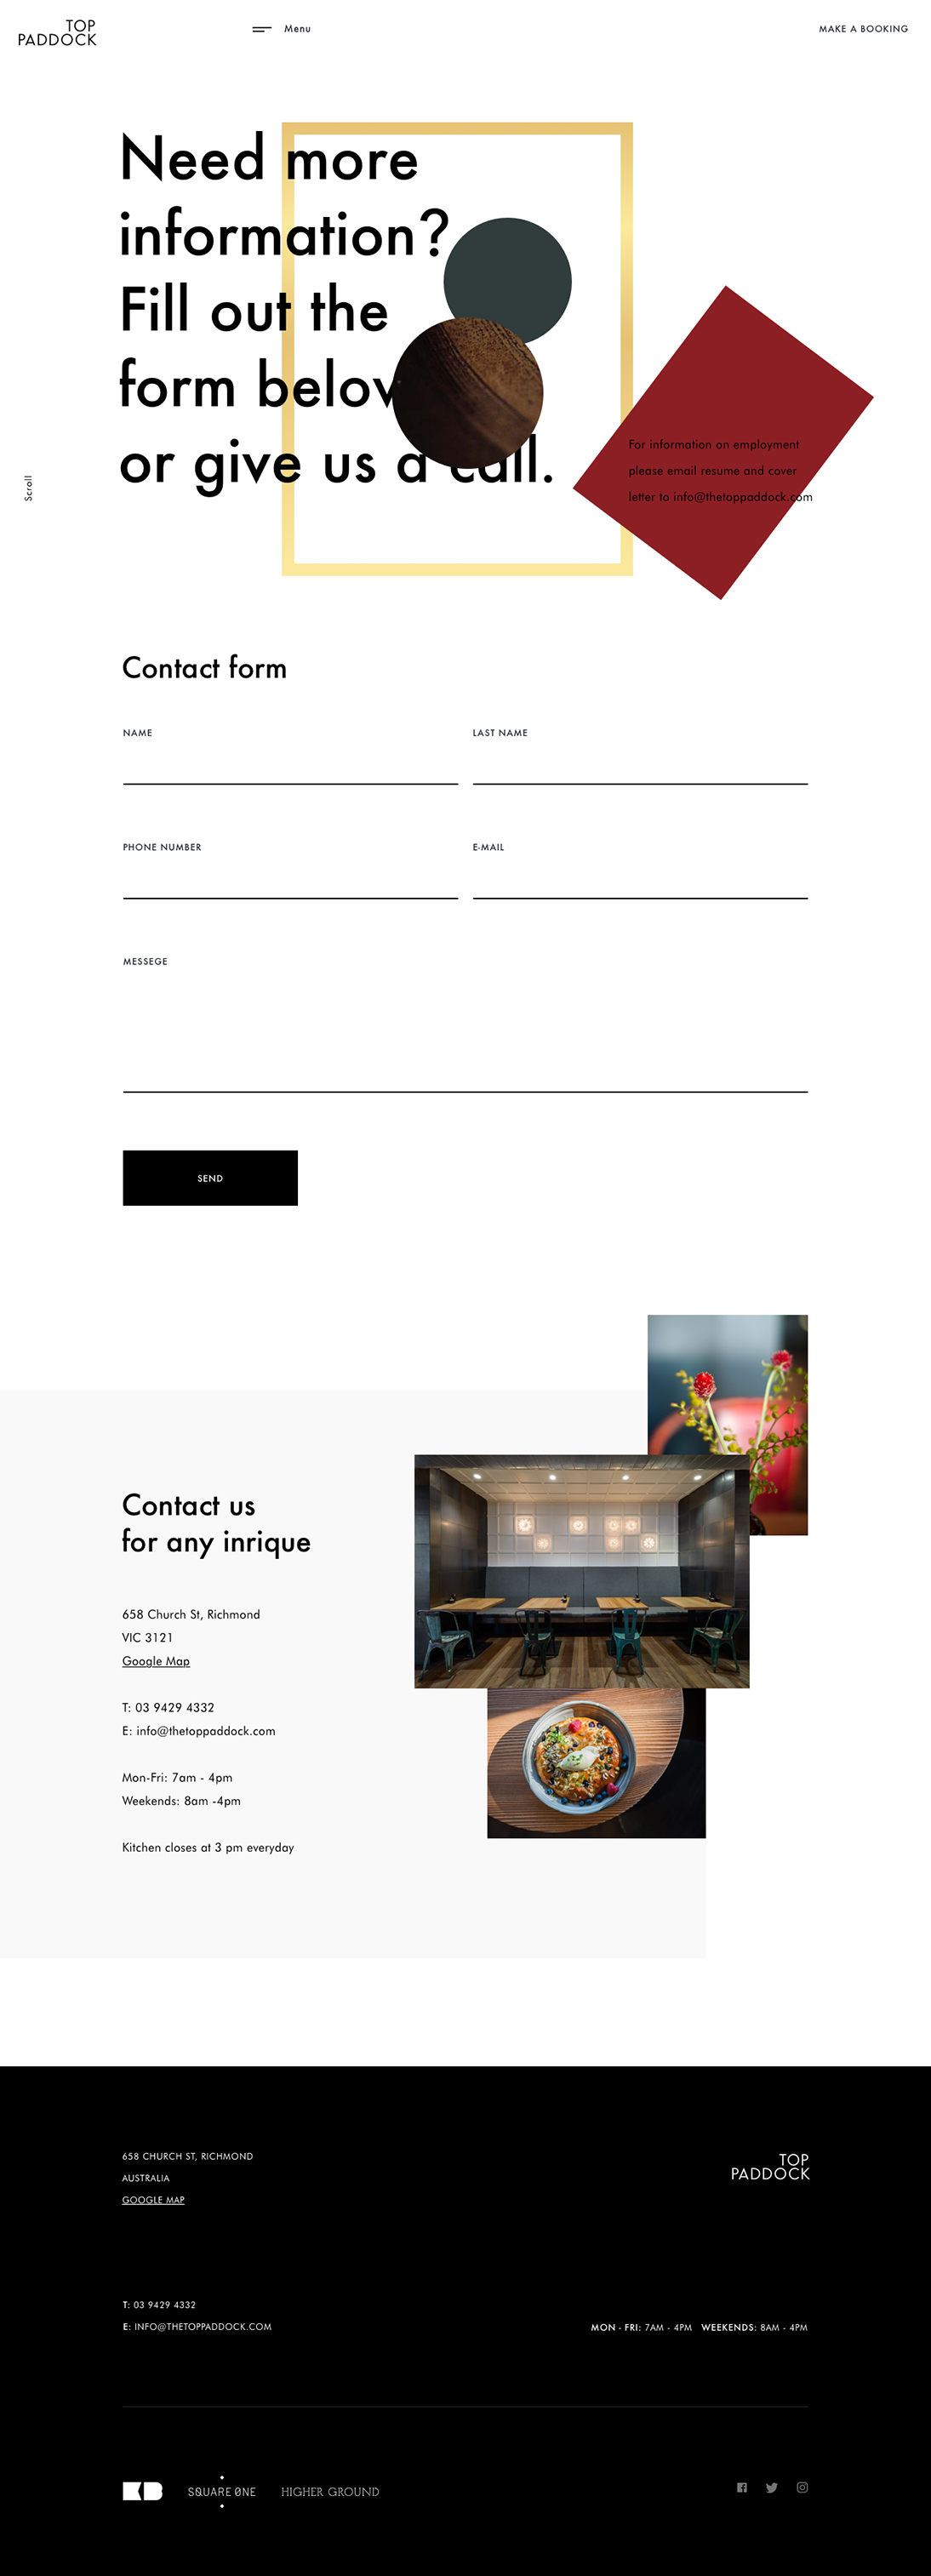 TOP
PADDOCK
Menu
MAKE A BOOKING
Need more
information?
Fill out the
form below
or give us a call.
For information on employment
please email resume and cover
letter to info@thetoppaddock.com
Scroll
Contact form
NAME
LAST NAME
PHONE NUMBER
E-MAIL
MESSEGE
SEND
Contact us
for any inrique
658 Church St, Richmond
VIC 3121
Google Map
T: 03 9429 4332
E: info@thetoppaddock.com
Mon-Fri: 7am - 4pm
Weekends: 8am -4pm
Kitchen closes at 3 pm everyday
658 CHURCH ST, RICHMOND
AUSTRALIA
GOOGLE MAP
TOP
PADDOCK
T: 03 9429 4332
E: INFO@THETOPPADDOCK.COM
MON - FRI: 7AM - 4PM WEEKENDS: 8AM - 4PM
KB
SQUARE ONE
HIGHER GROUND